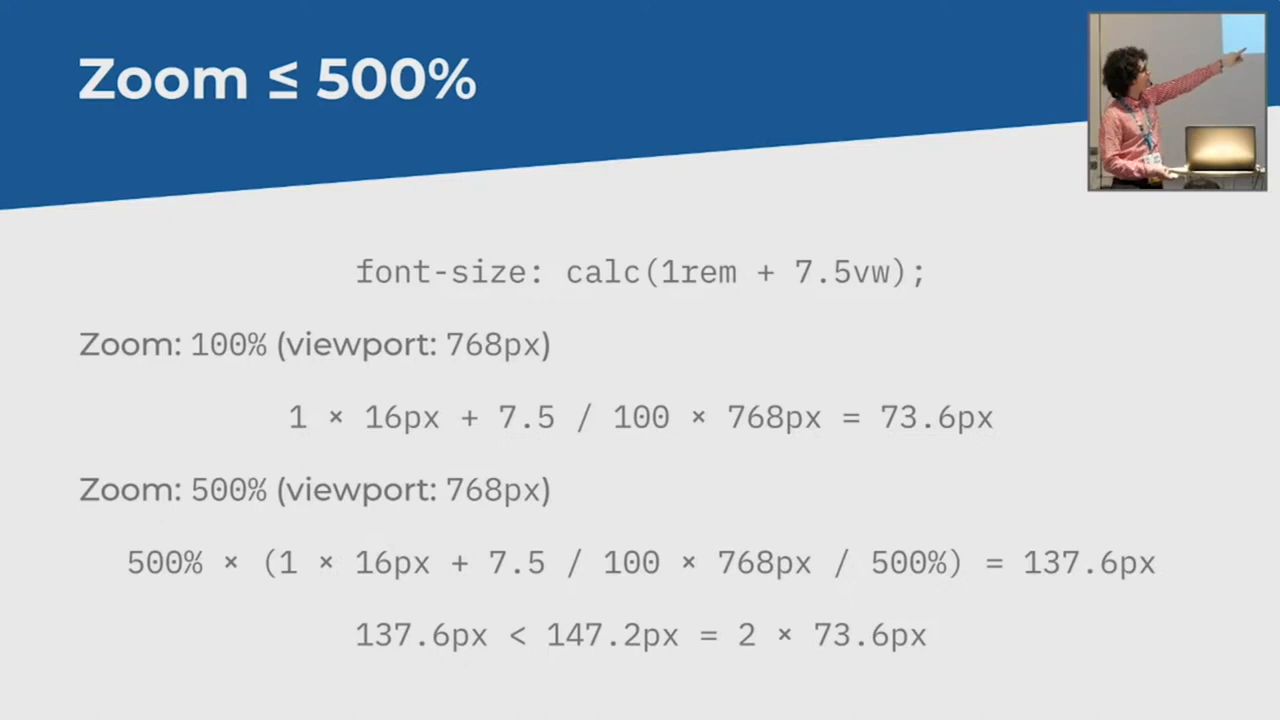 Zoom ≤ 500%
font-size: calc(1rem + 7.5vw);
Zoom: 100% (viewport: 768px)
1 × 16px + 7.5 / 100 × 768px = 73.6px
Zoom: 500% (viewport: 768px)
500% × (1 × 16px + 7.5 / 100 × 768px / 500%) = 137.6px
137.6px < 147.2px = 2 × 73.6px